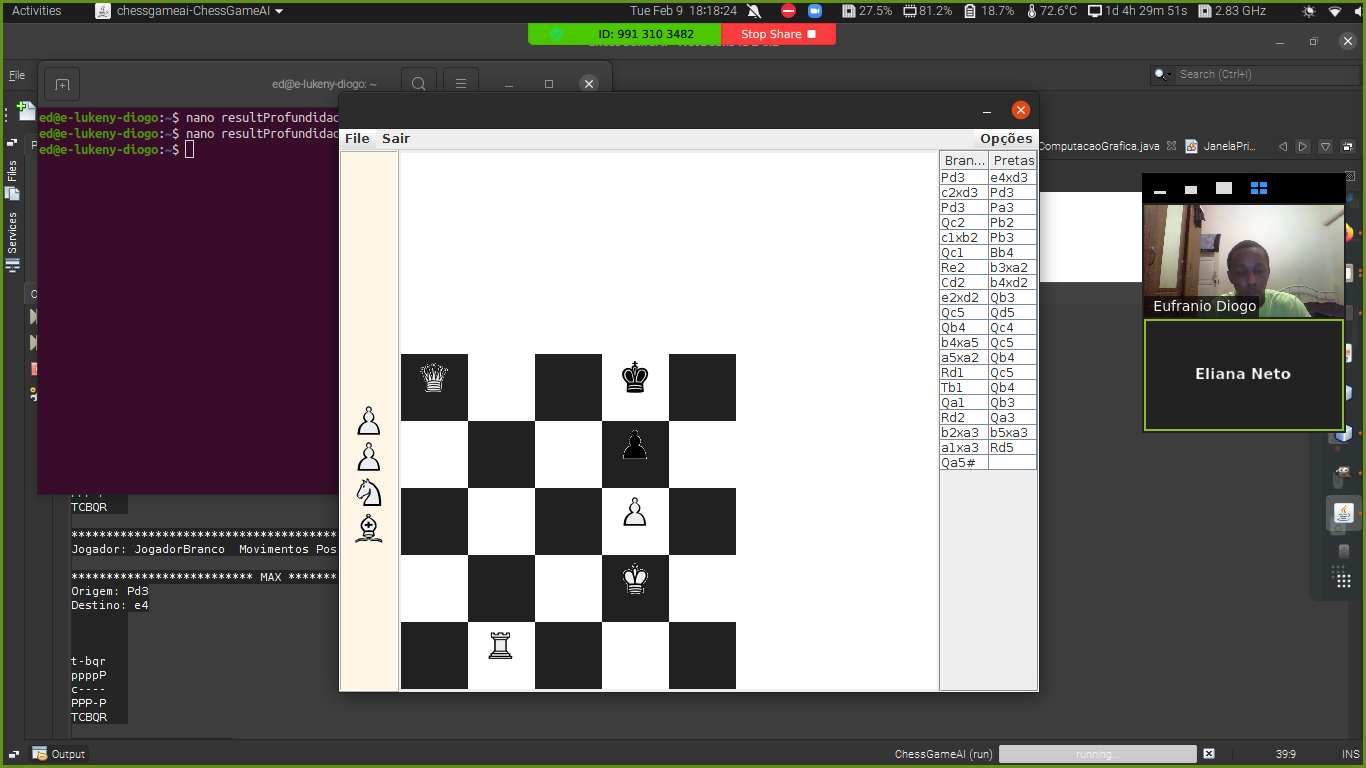 Activities chessgameai-ChessGameAI Tue Feb 9 18:18:24 27.5% 81.2% 18.7% 72.6°C 1d 4h 29m 51s 2.83 GHz
ID: 991 310 3482 Stop Share
File ed@e-lukeny-diogo: ~ Search (Ctrl+I)
ed@e-lukeny-diogo:~$ nano resultProfundidad
ed@e-lukeny-diogo:~$ nano resultProfundidad
ed@e-lukeny-diogo:~$
File Sair Opções
ComputacaoGrafica.java JanelaPri...
Files
Services
Bran... Pretas
Pd3 e4xd3
c2xd3 Pd3
Pd3 Pa3
Qc2 Pb2
c1xb2 Pb3
Qc1 Bb4
Re2 b3xa2
Cd2 b4xd2
e2xd2 Qb3
Qc5 Qd5
Qb4 Qc4
b4xa5 Qc5
a5xa2 Qb4
Rd1 Qc5
Tb1 Qb4
Qa1 Qb3
Rd2 Qa3
b2xa3 b5xa3
a1xa3 Rd5
Qa5#
Eufranio Diogo
Eliana Neto
TCBQR
**************************************
Jogador: JogadorBranco Movimentos Pos
************************** MAX *******
Origem: Pd3
Destino: e4
t-bqr
ppppP
c----
PPP-P
TCBQR
Output ChessGameAI (run) running... 39:9 INS